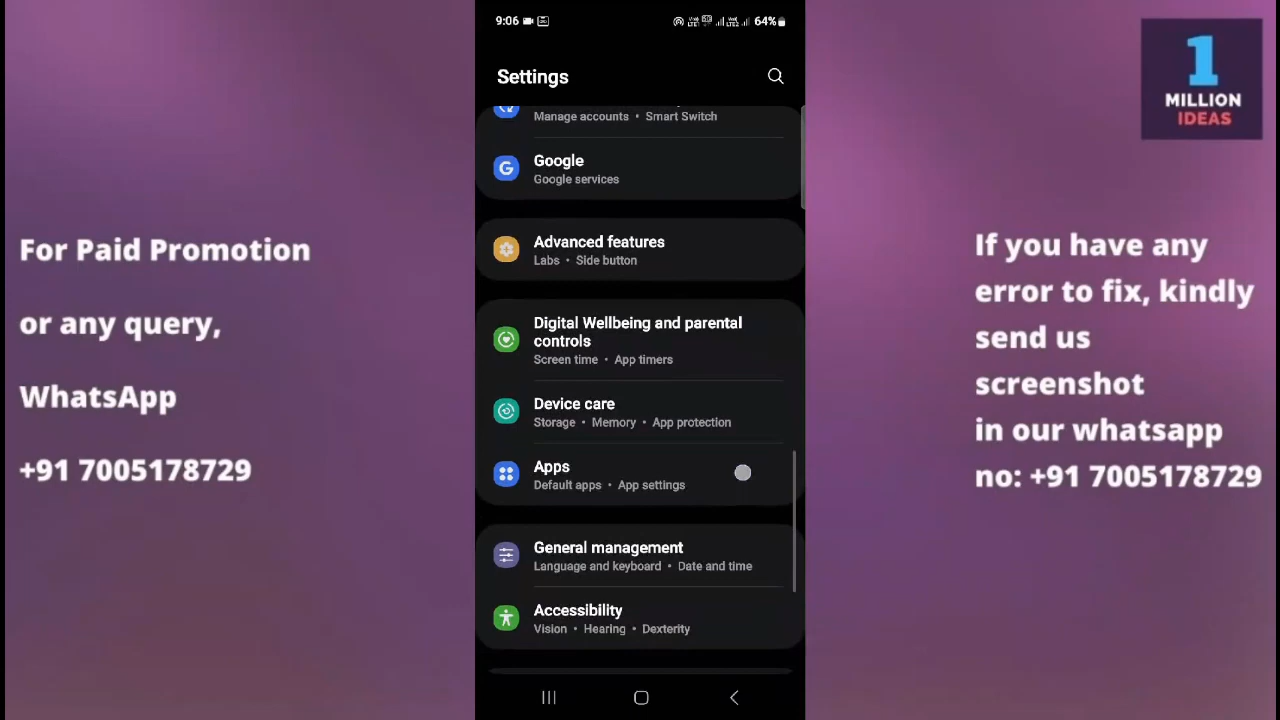 9:06
64%
Settings
1
MILLION
IDEAS
Manage accounts • Smart Switch
G
Google
Google services
Advanced features
Labs • Side button
Digital Wellbeing and parental
controls
Screen time • App timers
Device care
Storage • Memory • App protection
Apps
Default apps • App settings
General management
Language and keyboard • Date and time
Accessibility
Vision • Hearing • Dexterity
For Paid Promotion
or any query,
WhatsApp
+91 7005178729
If you have any
error to fix, kindly
send us
screenshot
in our whatsapp
no: +91 7005178729